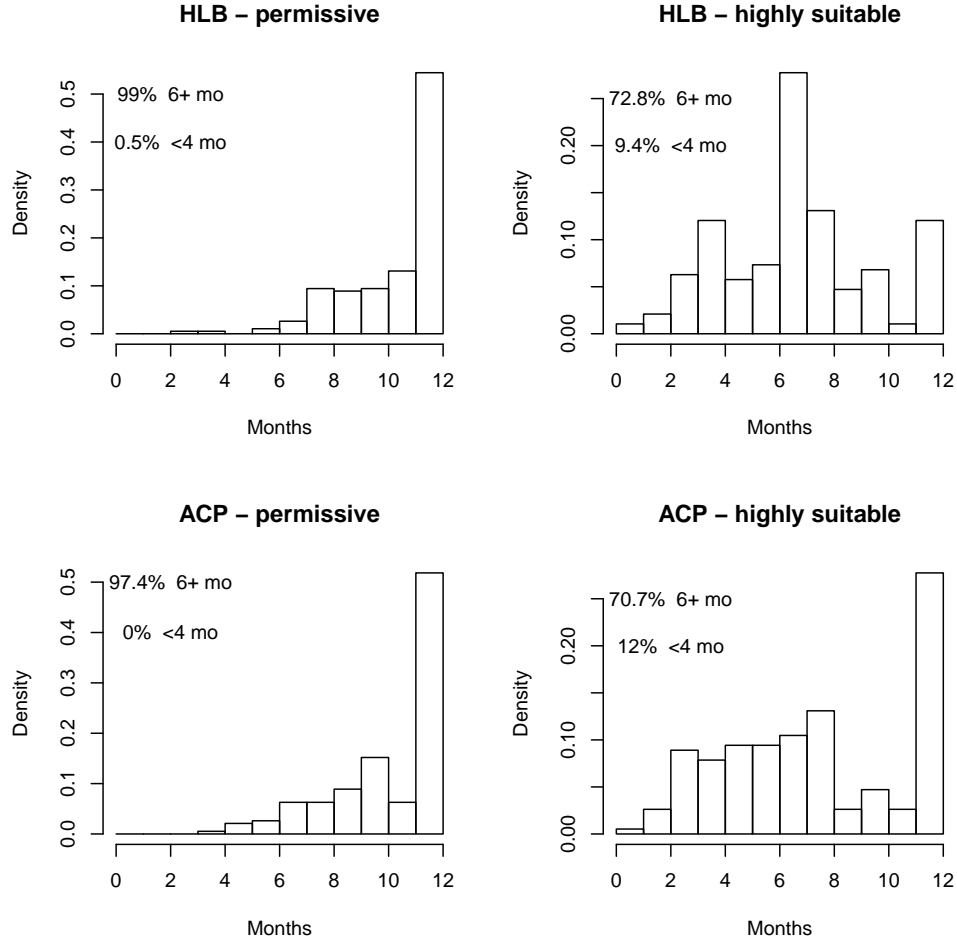 HLB − permissive
99% 6+ mo
0.5% <4 mo
Density
0.0 0.1 0.2 0.3 0.4 0.5
0 2 4 6 8 10 12
Months
HLB − highly suitable
72.8% 6+ mo
9.4% <4 mo
Density
0.00 0.10 0.20
0 2 4 6 8 10 12
Months
ACP − permissive
97.4% 6+ mo
0% <4 mo
Density
0.0 0.1 0.2 0.3 0.4 0.5
0 2 4 6 8 10 12
Months
ACP − highly suitable
70.7% 6+ mo
12% <4 mo
Density
0.00 0.10 0.20
0 2 4 6 8 10 12
Months